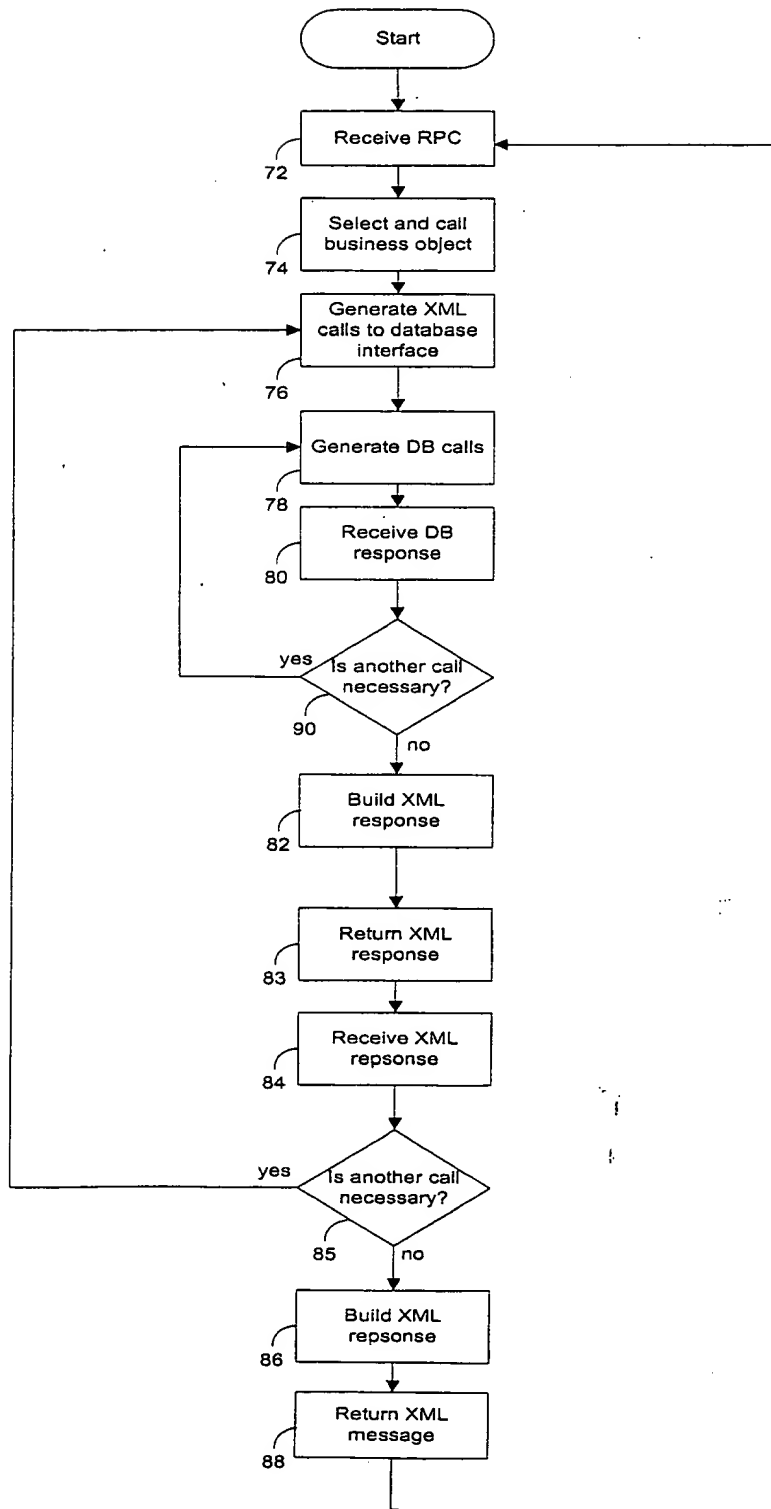 Start
Receive RPC
72
Select and call
business object
74
Generate XML
calls to database
interface
76
Generate DB calls
78
Receive DB
response
80
yes
Is another call
necessary?
90
no
Build XML
response
82
Return XML
response
83
Receive XML
repsonse
84
yes
Is another call
necessary?
85
no
Build XML
repsonse
86
Return XML
message
88